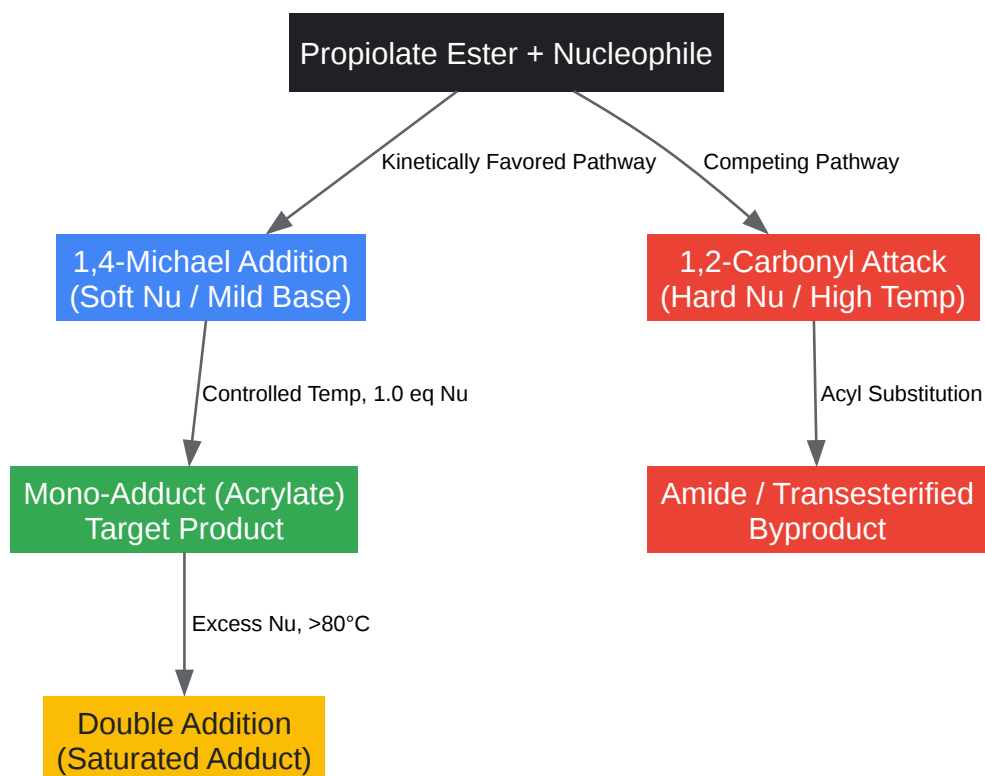 Propiolate Ester + Nucleophile
Kinetically Favored Pathway
Competing Pathway
1,4-Michael Addition
(Soft Nu / Mild Base)
1,2-Carbonyl Attack
(Hard Nu / High Temp)
Controlled Temp, 1.0 eq Nu
Acyl Substitution
Mono-Adduct (Acrylate)
Target Product
Amide / Transesterified
Byproduct
Excess Nu, >80°C
Double Addition
(Saturated Adduct)